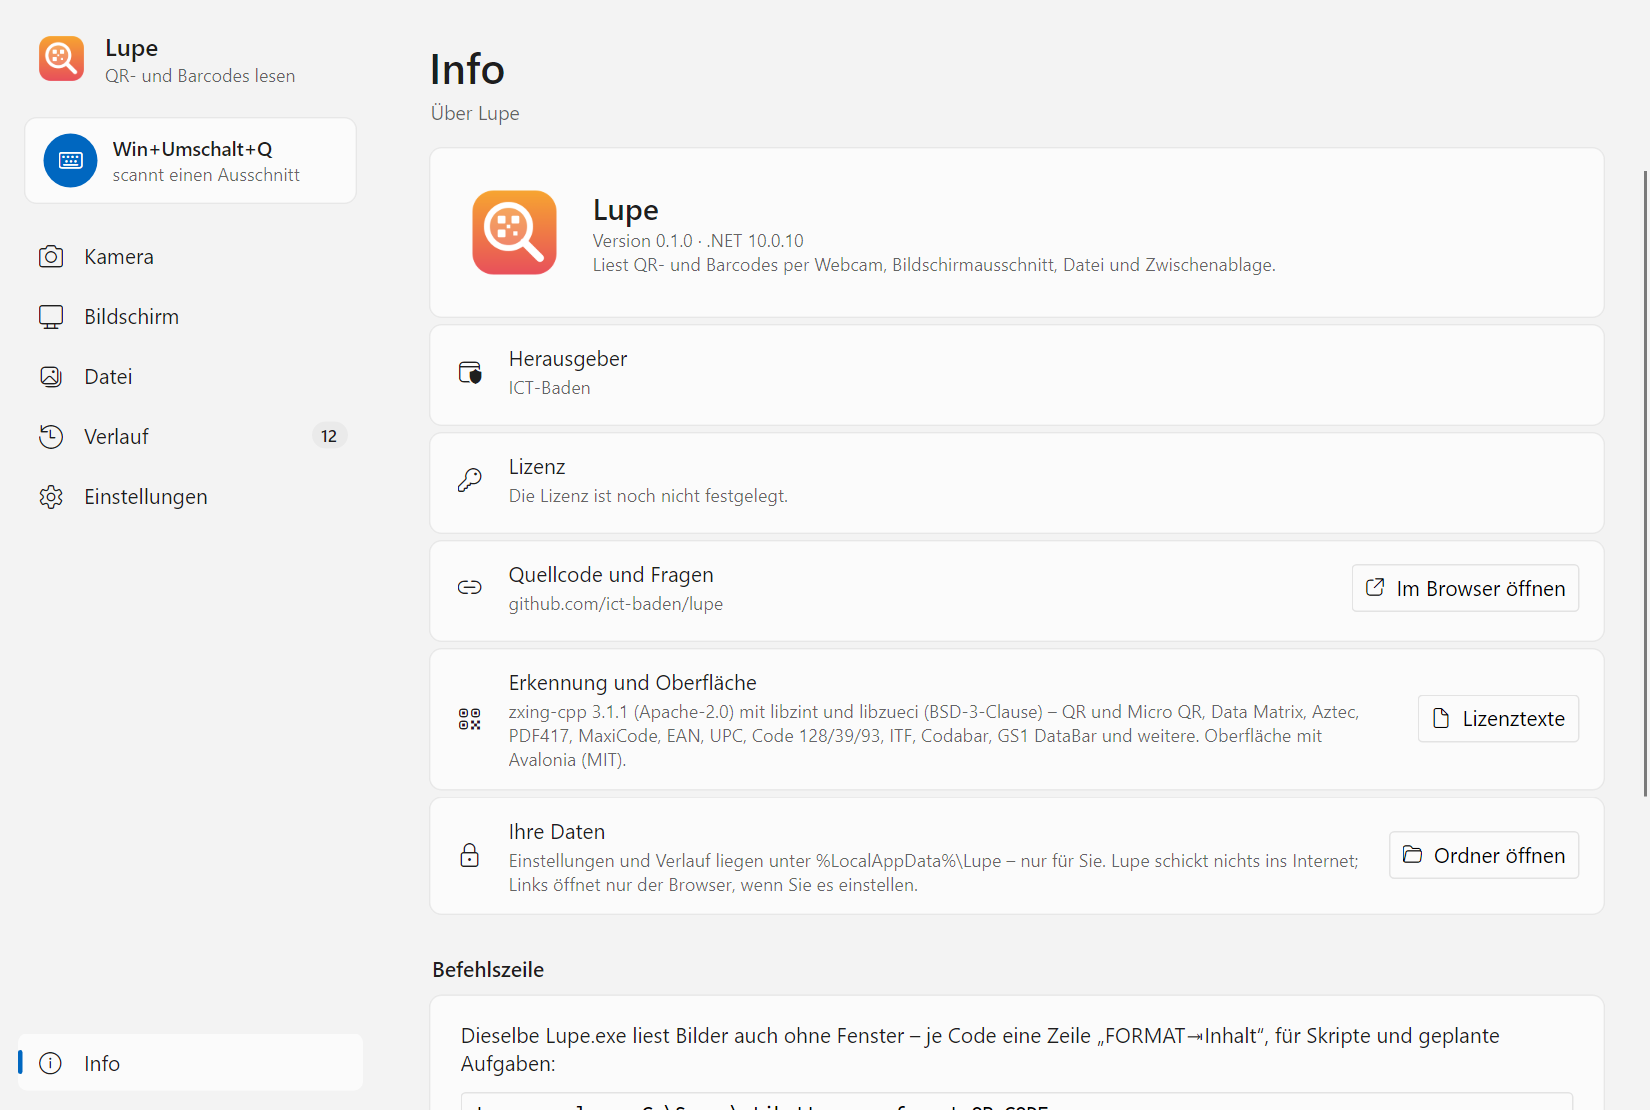 Lupe
QR- und Barcodes lesen
Win+Umschalt+Q
scannt einen Ausschnitt
Kamera
Bildschirm
Datei
Verlauf
12
Einstellungen
Info
Info
Über Lupe
Lupe
Version 0.1.0 · .NET 10.0.10
Liest QR- und Barcodes per Webcam, Bildschirmausschnitt, Datei und Zwischenablage.
Herausgeber
ICT-Baden
Lizenz
Die Lizenz ist noch nicht festgelegt.
Quellcode und Fragen
github.com/ict-baden/lupe
Im Browser öffnen
Erkennung und Oberfläche
zxing-cpp 3.1.1 (Apache-2.0) mit libzint und libzueci (BSD-3-Clause) – QR und Micro QR, Data Matrix, Aztec,
PDF417, MaxiCode, EAN, UPC, Code 128/39/93, ITF, Codabar, GS1 DataBar und weitere. Oberfläche mit
Avalonia (MIT).
Lizenztexte
Ihre Daten
Einstellungen und Verlauf liegen unter %LocalAppData%\Lupe – nur für Sie. Lupe schickt nichts ins Internet;
Links öffnet nur der Browser, wenn Sie es einstellen.
Ordner öffnen
Befehlszeile
Dieselbe Lupe.exe liest Bilder auch ohne Fenster – je Code eine Zeile „FORMAT⇥Inhalt“, für Skripte und geplante
Aufgaben: